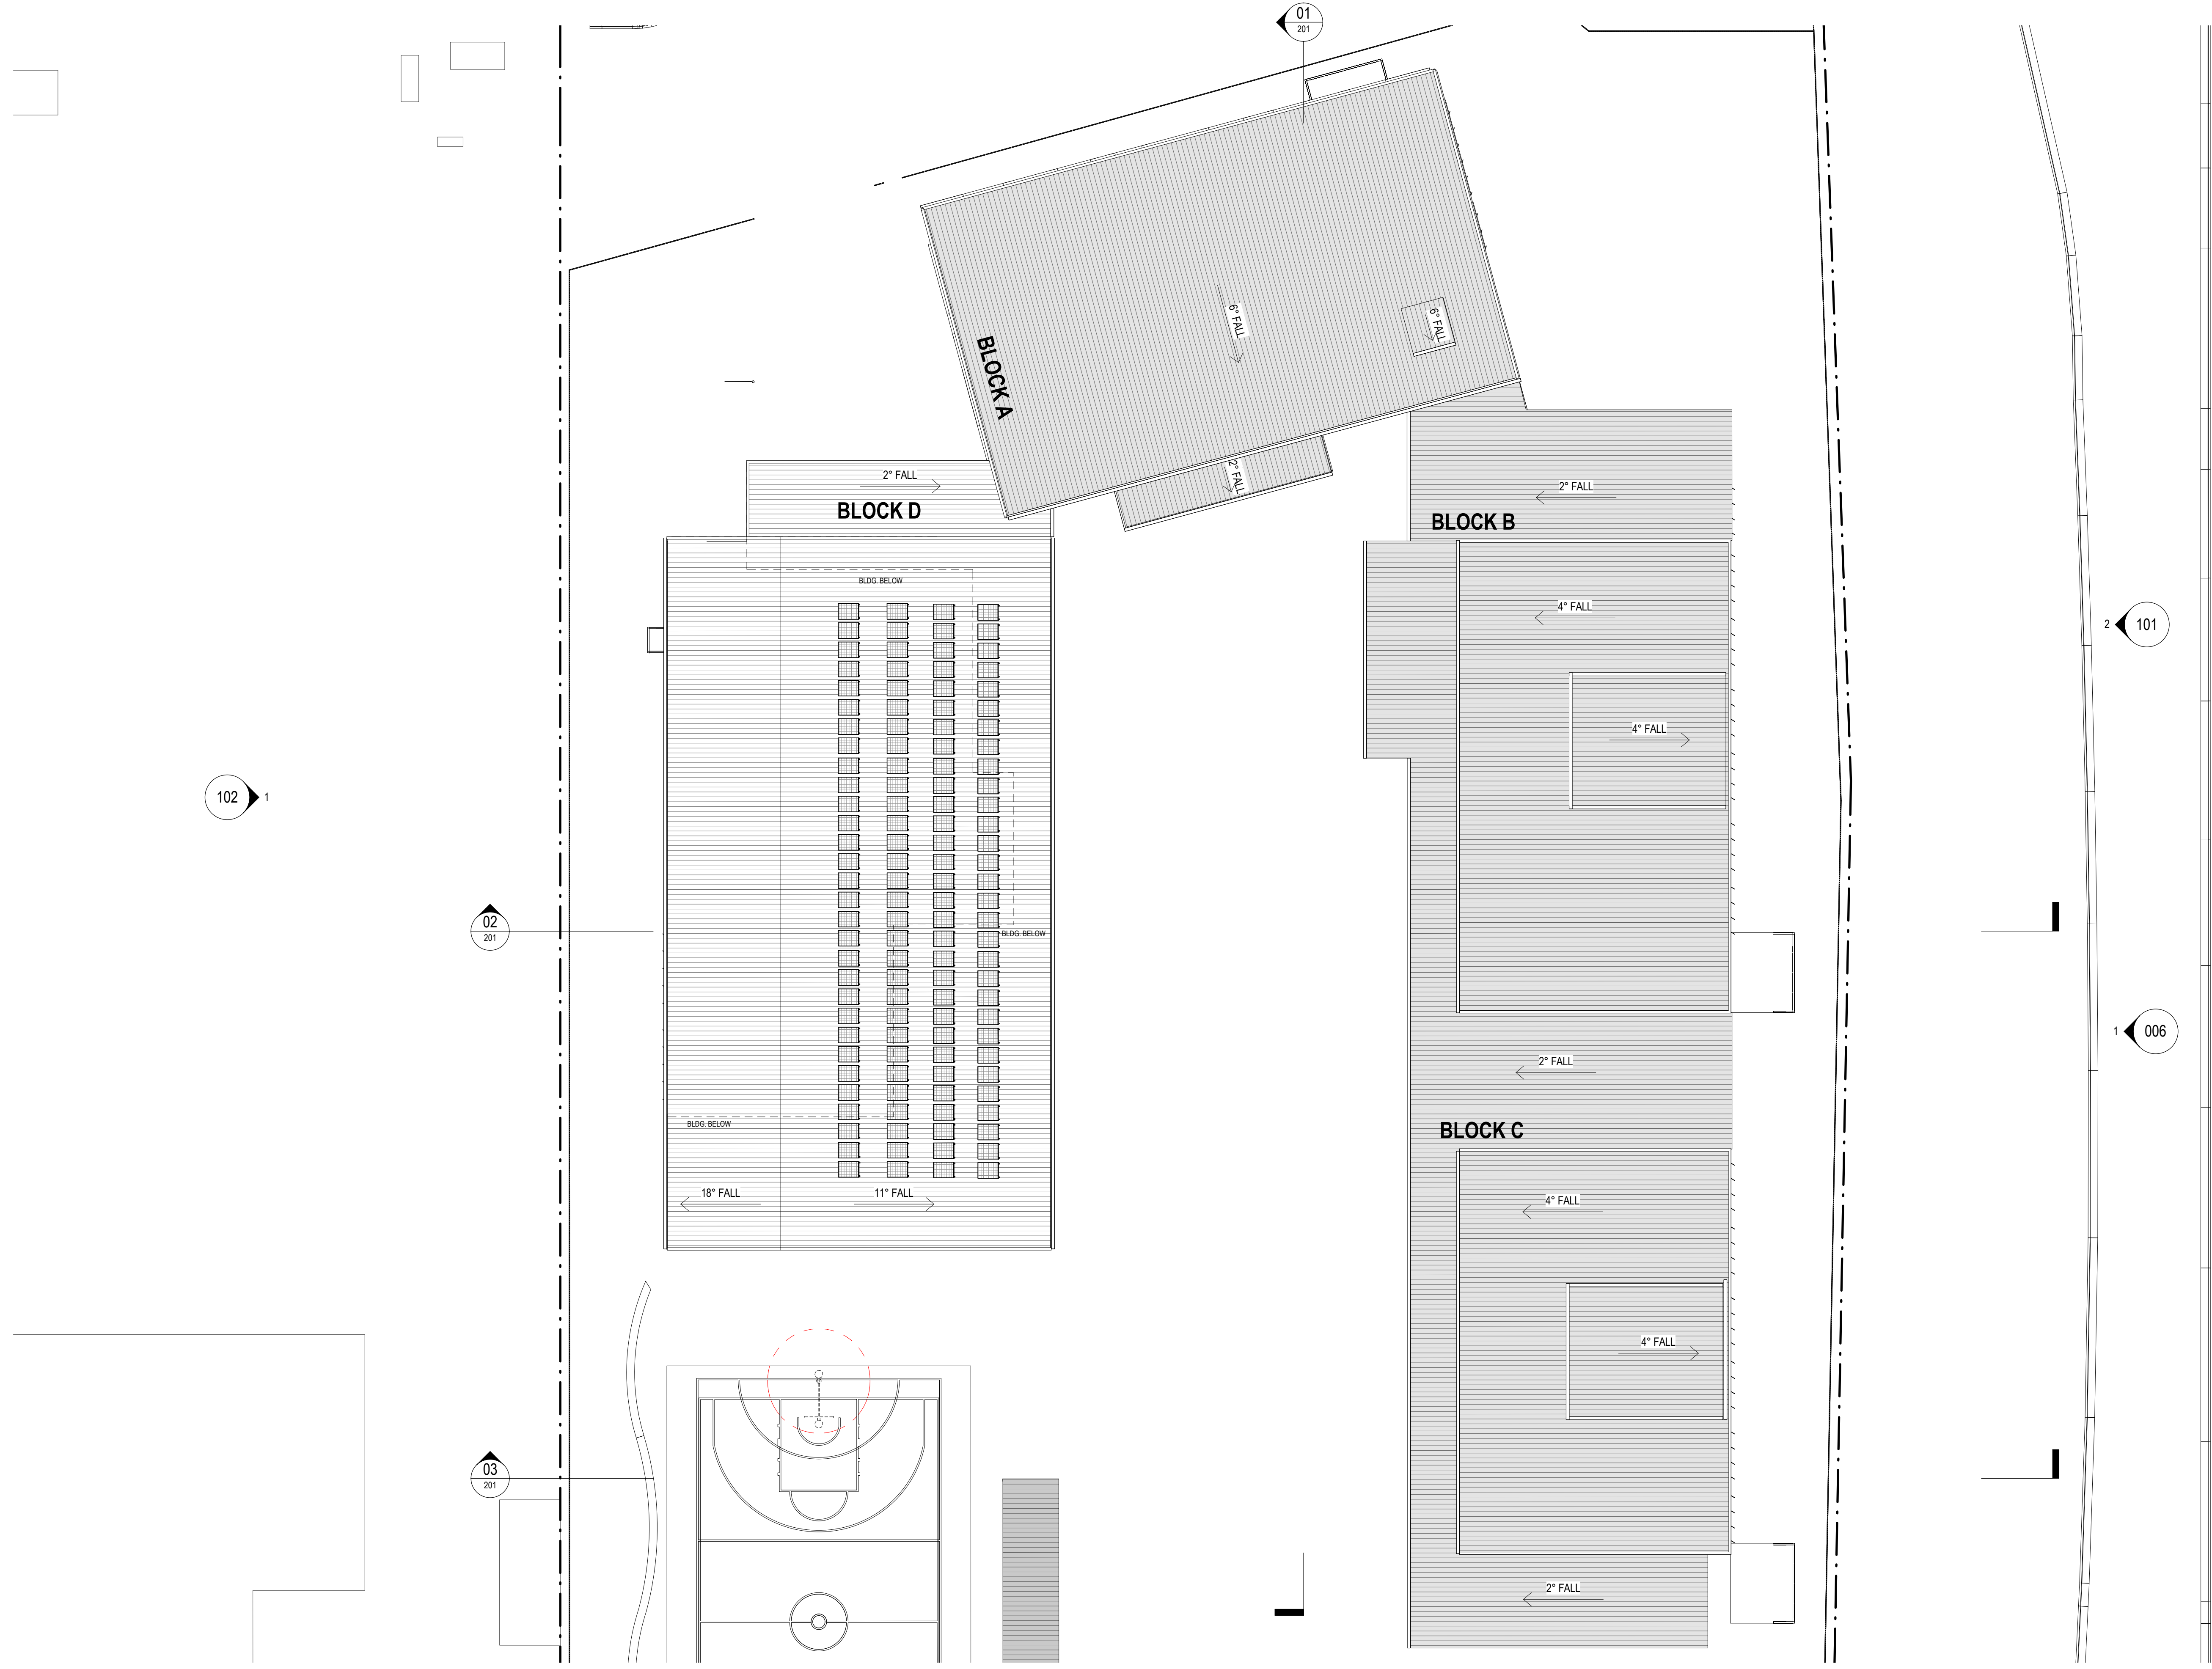 01
201
6° FALL
6° FALL
BLOCK A
2° FALL
2° FALL
BLOCK D
2° FALL
BLOCK B
BLDG. BELOW
4° FALL
2
101
4° FALL
102
1
02
201
BLDG. BELOW
1
006
2° FALL
BLDG. BELOW
BLOCK C
18° FALL
11° FALL
4° FALL
4° FALL
03
201
2° FALL